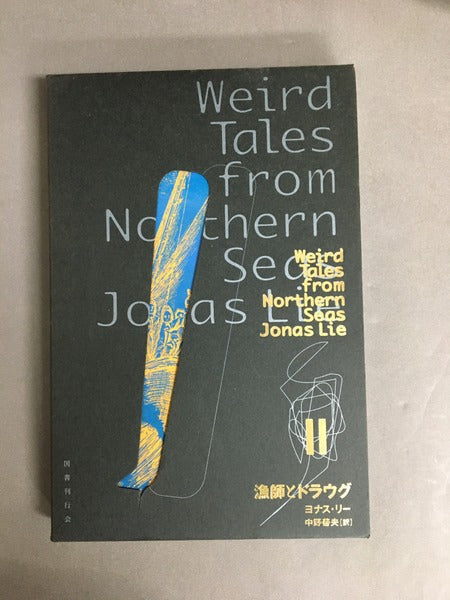 Weird
Tales
from
Northern
Seas
Jonas Lie
Weird
Tales
from
Northern
Seas
Jonas Lie
II
漁師とドラウグ
ヨナス・リー
中野善夫[訳]
国書刊行会